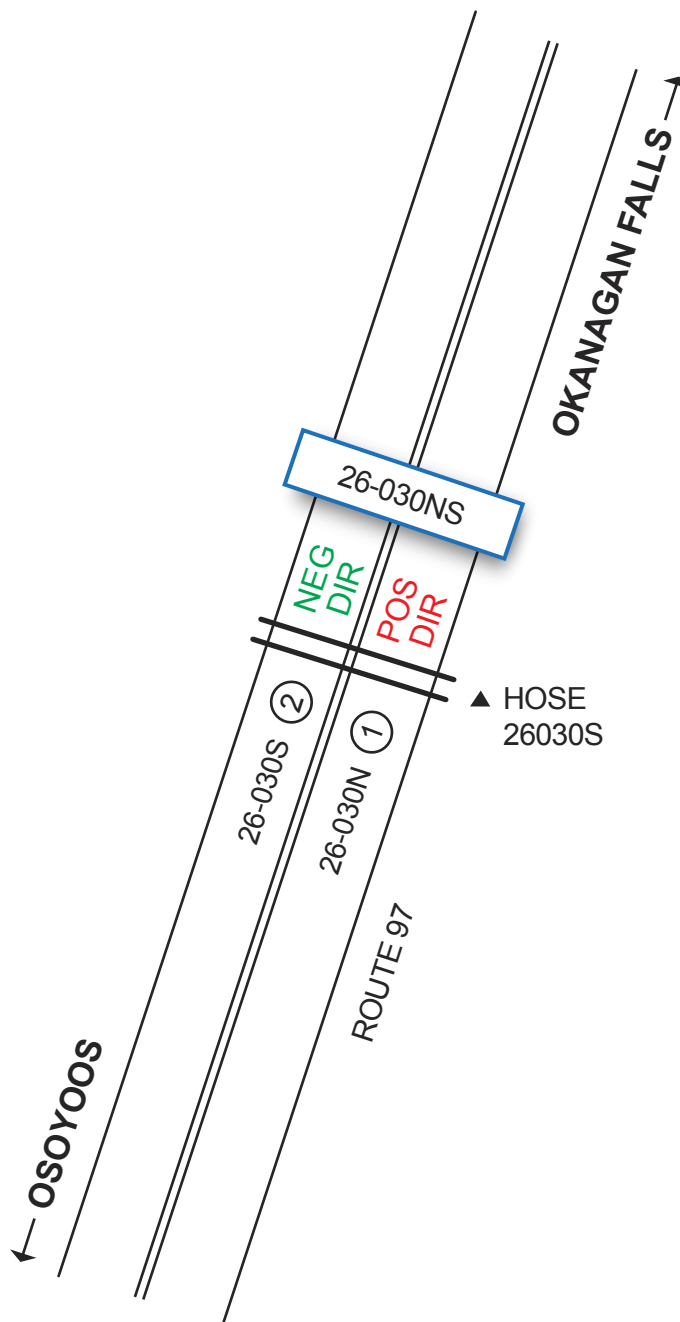 OKANAGAN FALLS
26-030NS
NEG
DIR
POS
DIR
HOSE
26030S
2
26-030S
1
26-030N
ROUTE 97
OSOYOOS